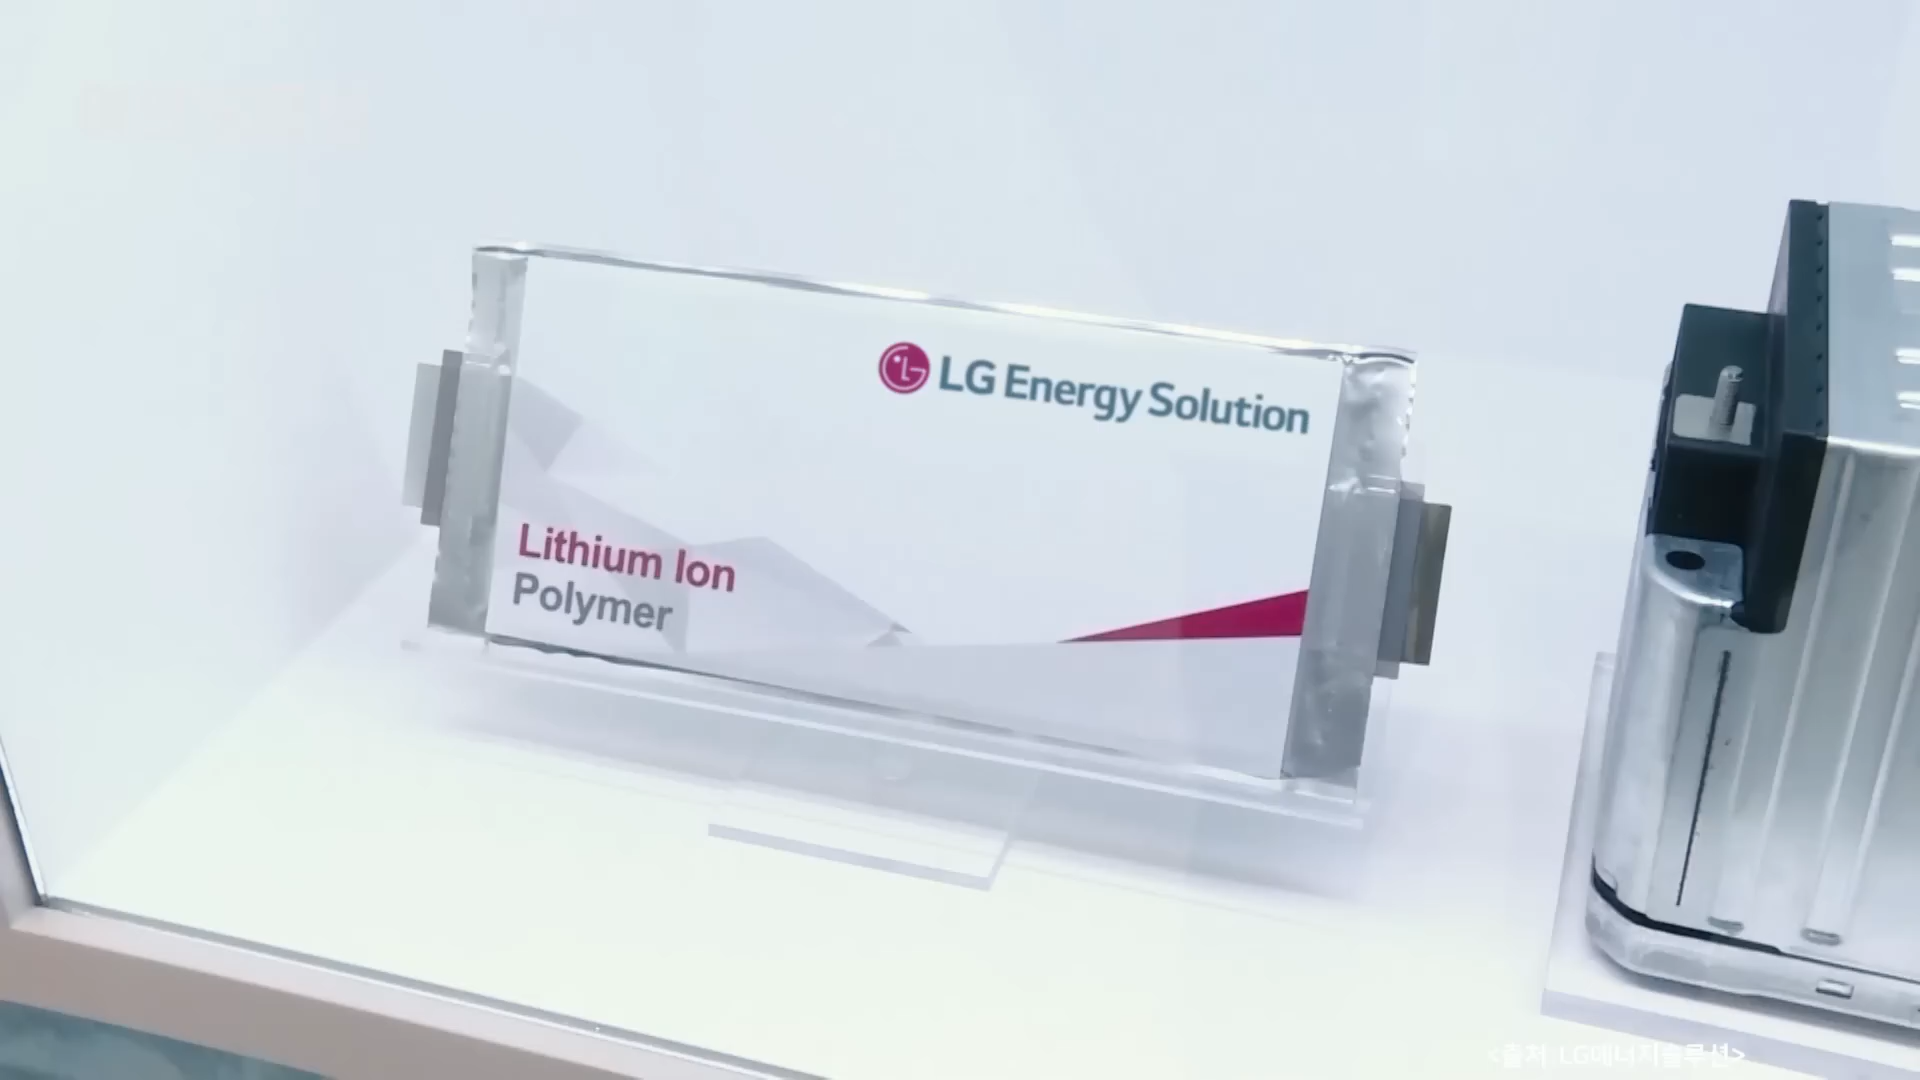 LG Energy Solution
Lithium Ion
Polymer
<출처 LG에너지솔루션>